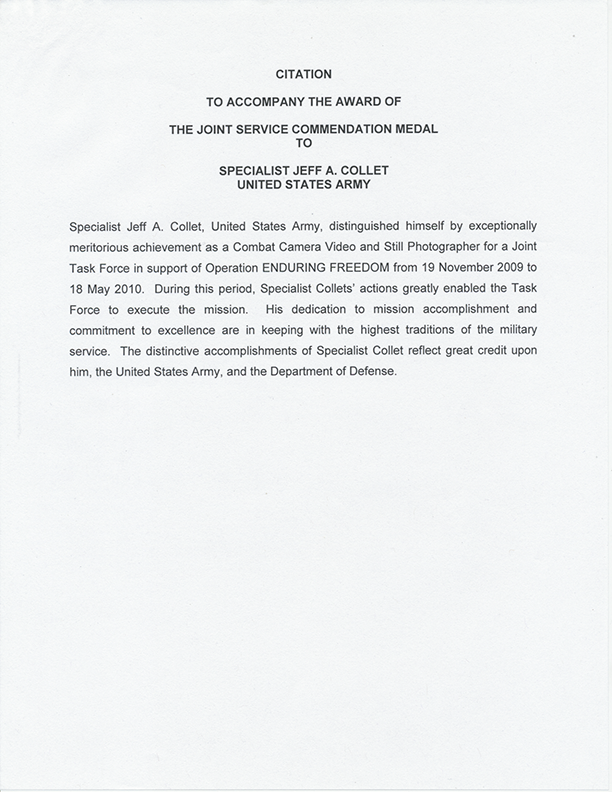 CITATION
TO ACCOMPANY THE AWARD OF
THE JOINT SERVICE COMMENDATION MEDAL
TO
SPECIALIST JEFF A. COLLET
UNITED STATES ARMY
Specialist Jeff A. Collet, United States Army, distinguished himself by exceptionally
meritorious achievement as a Combat Camera Video and Still Photographer for a Joint
Task Force in support of Operation ENDURING FREEDOM from 19 November 2009 to
18 May 2010. During this period, Specialist Collets' actions greatly enabled the Task
Force to execute the mission. His dedication to mission accomplishment and
commitment to excellence are in keeping with the highest traditions of the military
service. The distinctive accomplishments of Specialist Collet reflect great credit upon
him, the United States Army, and the Department of Defense.